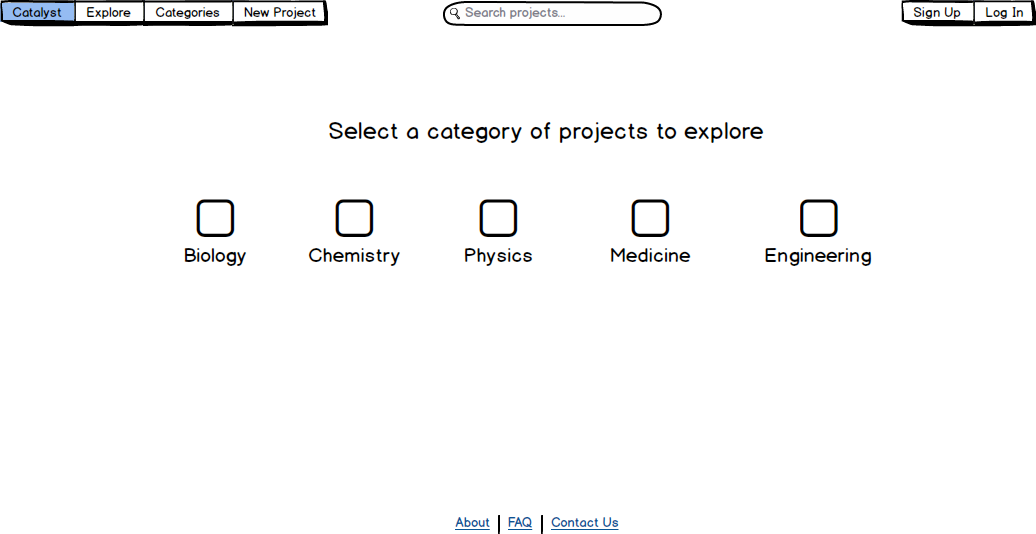 Catalyst Explore Categories New Project Search projects... Sign Up Log In
Select a category of projects to explore
Biology Chemistry Physics Medicine Engineering
About FAQ Contact Us